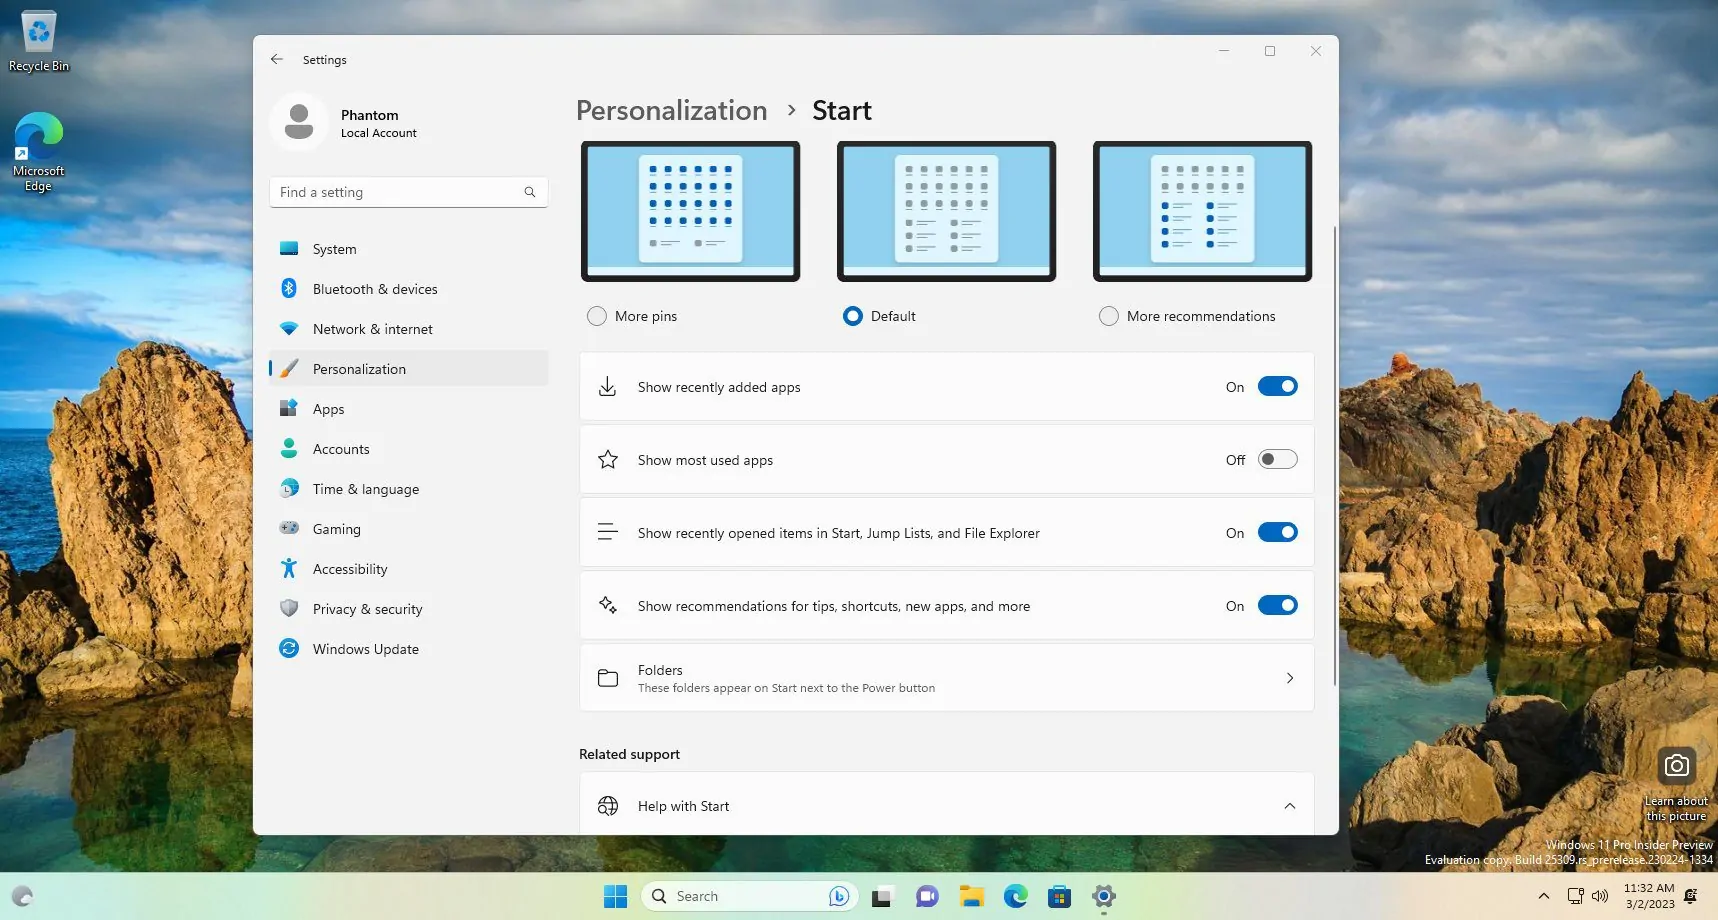 Recycle Bin
Microsoft
Edge
Settings
Phantom
Local Account
Find a setting
System
Bluetooth & devices
Network & internet
Personalization
Apps
Accounts
Time & language
Gaming
Accessibility
Privacy & security
Windows Update
Personalization > Start
More pins
Default
More recommendations
Show recently added apps
On
Show most used apps
Off
Show recently opened items in Start, Jump Lists, and File Explorer
On
Show recommendations for tips, shortcuts, new apps, and more
On
Folders
These folders appear on Start next to the Power button
Related support
Help with Start
Learn about
this picture
Windows 11 Pro Insider Preview
Evaluation copy. Build 25309.rs_prerelease.230224-1334
Search
11:32 AM
3/2/2023